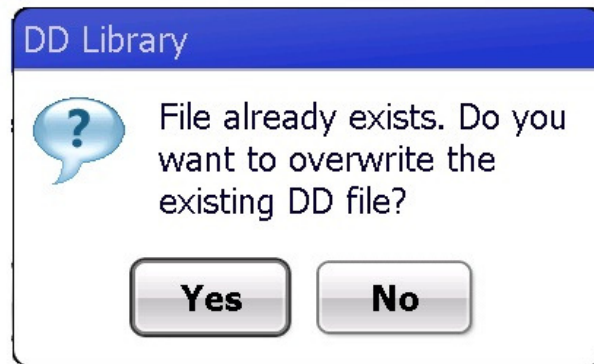 DD Library
?
File already exists. Do you
want to overwrite the
existing DD file?
Yes No